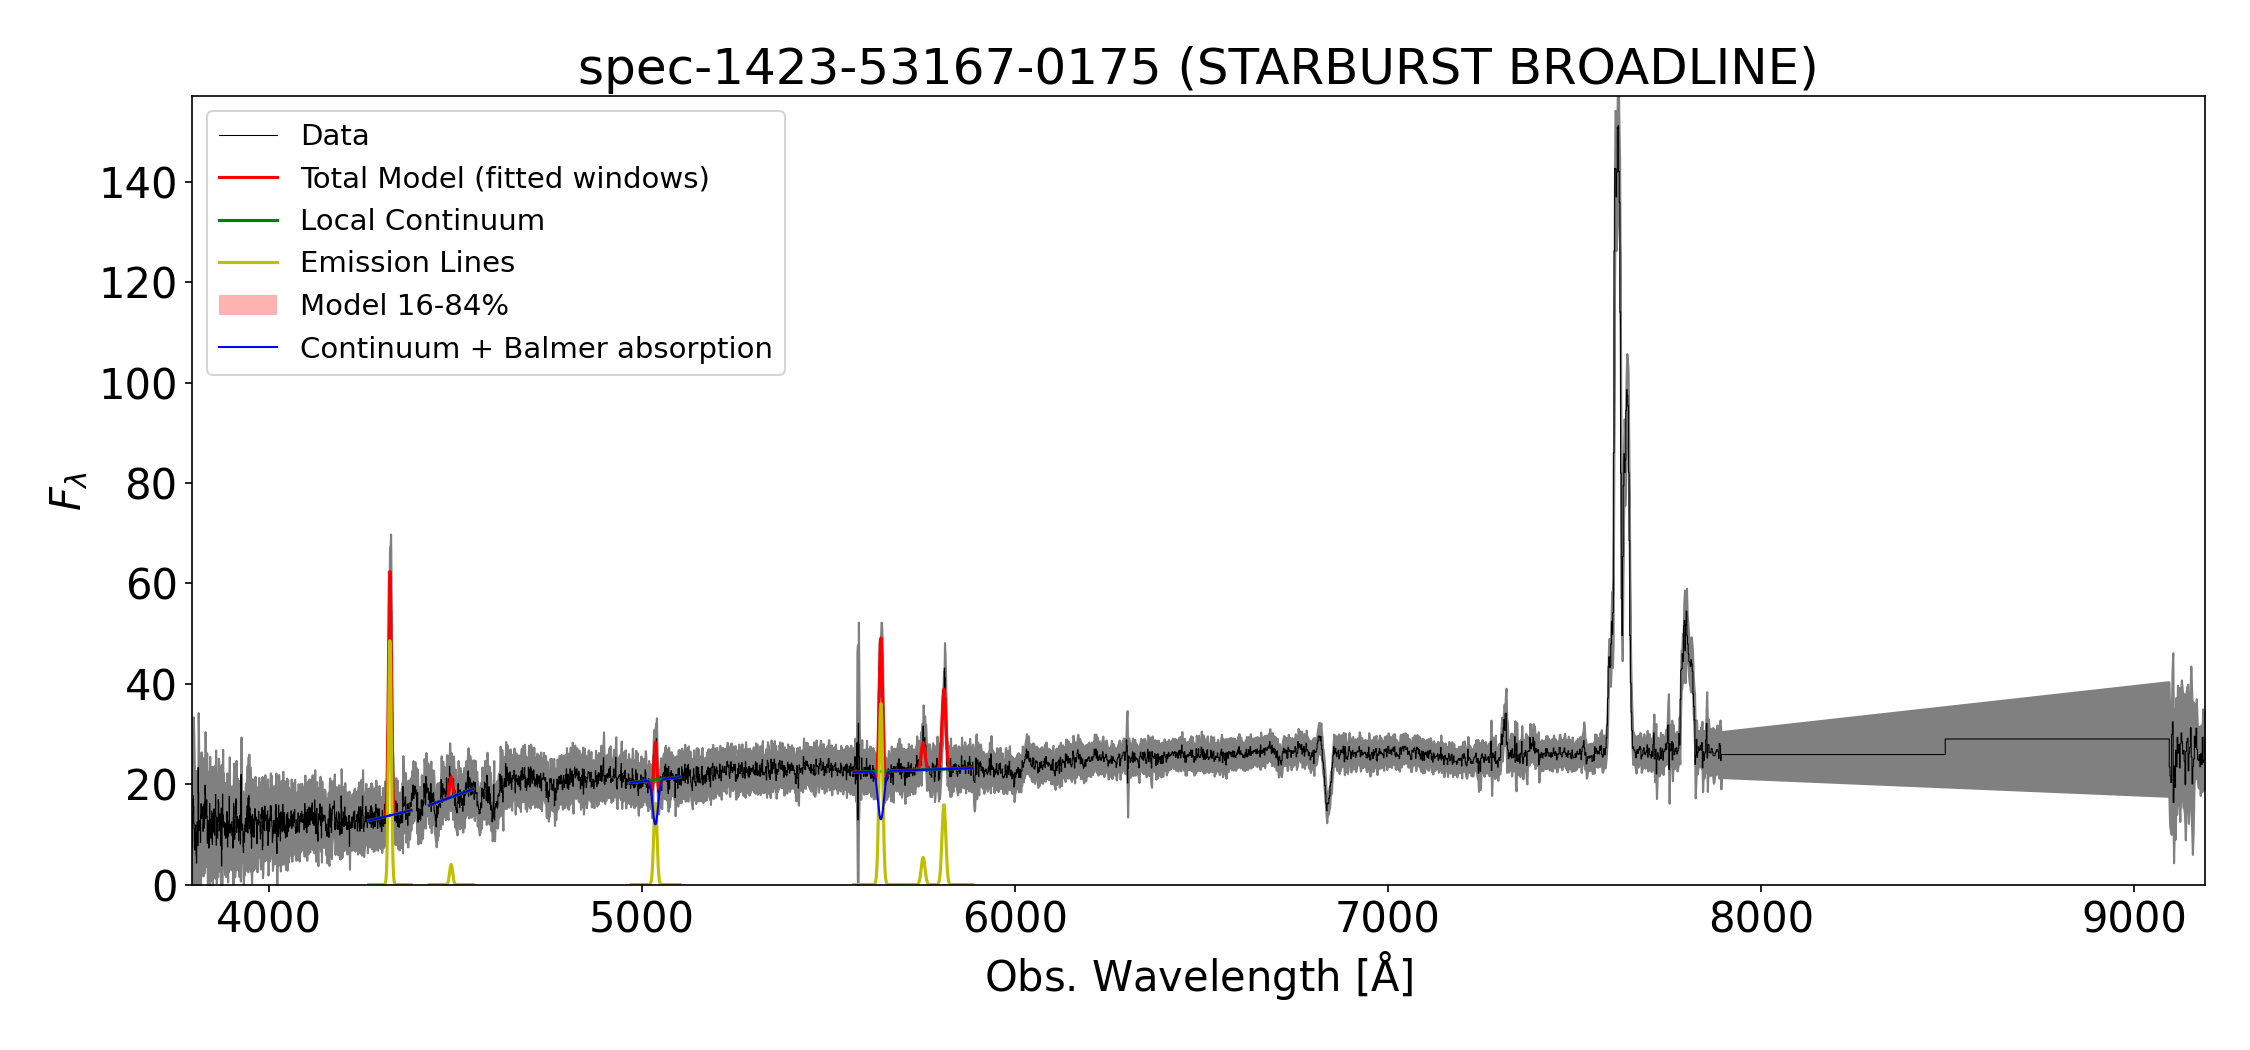 spec-1423-53167-0175 (STARBURST BROADLINE)
Data
Total Model (fitted windows)
Local Continuum
Emission Lines
Model 16-84%
Continuum + Balmer absorption
140
120
100
80
60
40
20
0
Fλ
4000 5000 6000 7000 8000 9000
Obs. Wavelength [Å]